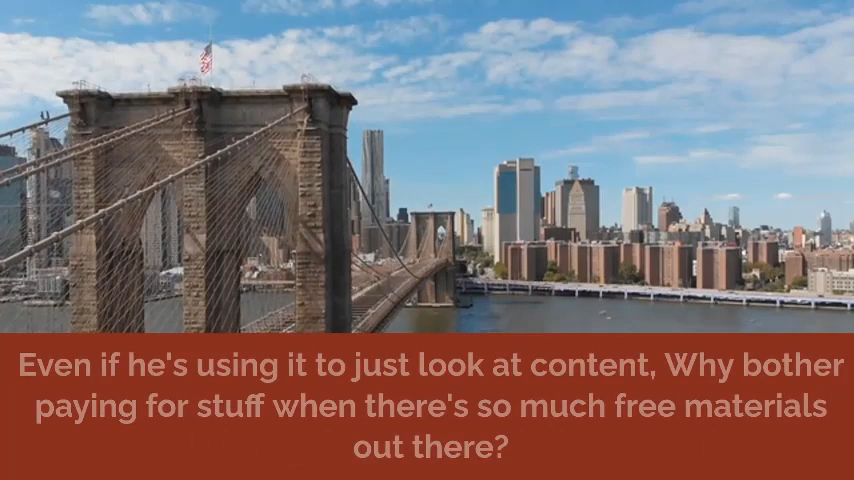 Even if he's using it to just look at content, Why bother
paying for stuff when there's so much free materials
out there?